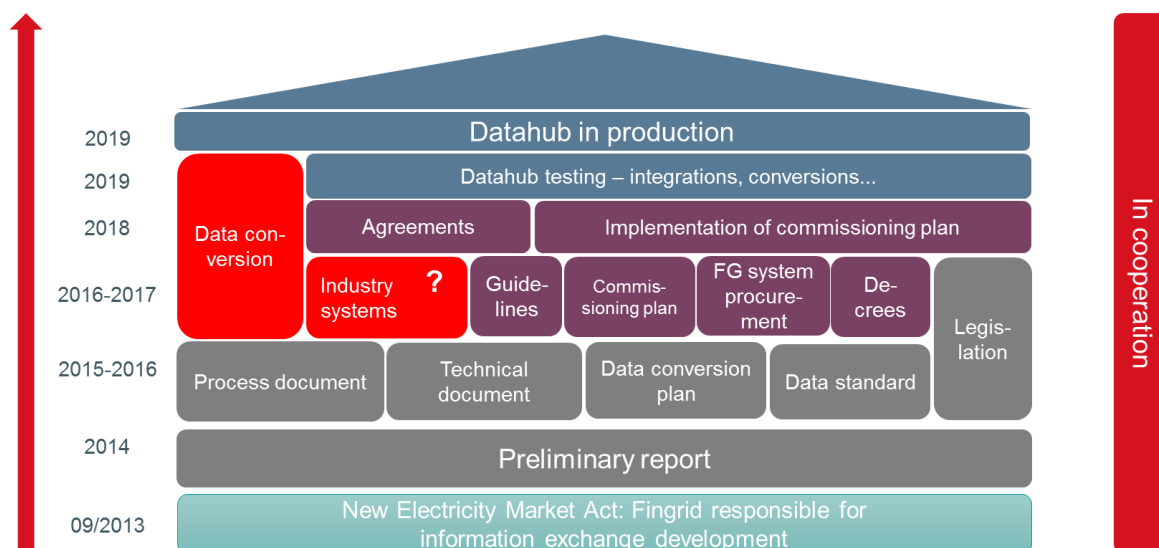 2019
Datahub in production
2019
Datahub testing – integrations, conversions...
Data con-
version
2018
Agreements
Implementation of commissioning plan
2016-2017
Industry
systems
?
Guide-
lines
Commis-
sioning plan
FG system
procure-
ment
De-
crees
Legis-
lation
2015-2016
Process document
Technical
document
Data conversion
plan
Data standard
2014
Preliminary report
09/2013
New Electricity Market Act: Fingrid responsible for
information exchange development
In cooperation